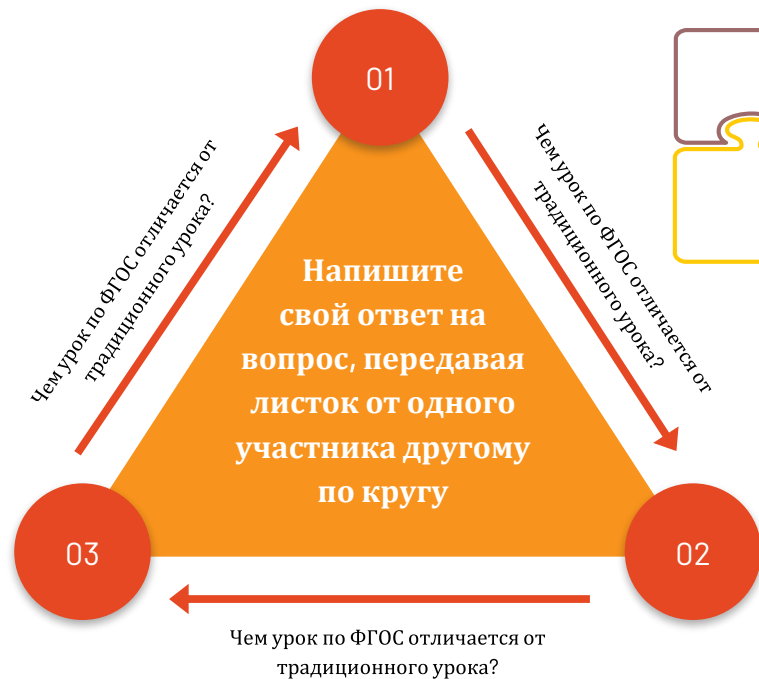 01
Чем урок по ФГОС отличается от
традиционного урока?
Чем урок по ФГОС отличается от
традиционного урока?
Напишите
свой ответ на
вопрос, передавая
листок от одного
участника другому
по кругу
03
02
Чем урок по ФГОС отличается от
традиционного урока?